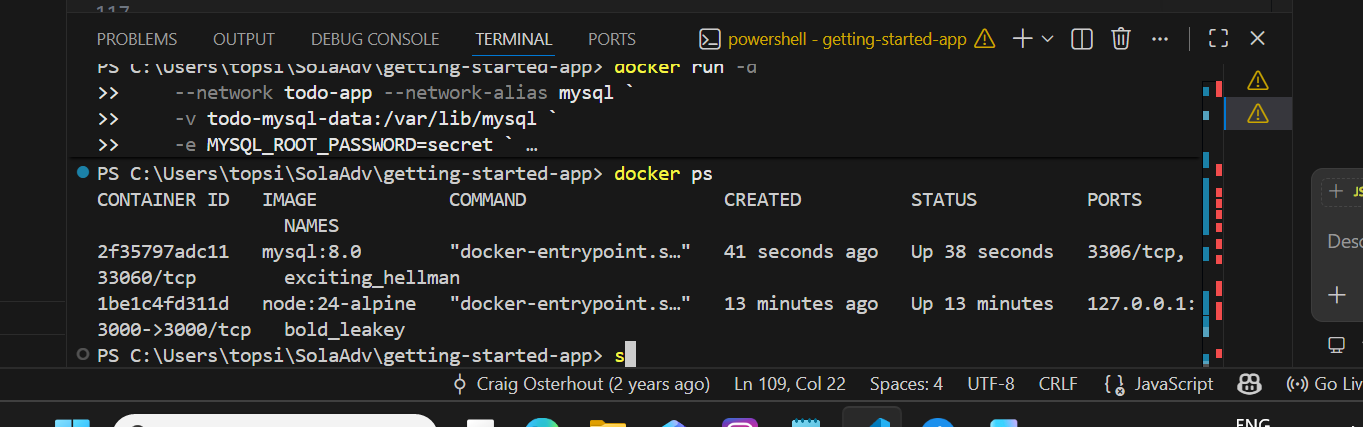 117
PROBLEMS OUTPUT DEBUG CONSOLE TERMINAL PORTS powershell - getting-started-app
PS C:\Users\topsi\SolaAdv\getting-started-app> docker run -d
>>     --network todo-app --network-alias mysql `
>>     -v todo-mysql-data:/var/lib/mysql `
>>     -e MYSQL_ROOT_PASSWORD=secret ` …
PS C:\Users\topsi\SolaAdv\getting-started-app> docker ps
CONTAINER ID   IMAGE            COMMAND                  CREATED          STATUS          PORTS
NAMES
2f35797adc11   mysql:8.0        "docker-entrypoint.s…"   41 seconds ago   Up 38 seconds   3306/tcp,
33060/tcp        exciting_hellman
1be1c4fd311d   node:24-alpine   "docker-entrypoint.s…"   13 minutes ago   Up 13 minutes   127.0.0.1:
3000->3000/tcp   bold_leakey
PS C:\Users\topsi\SolaAdv\getting-started-app> s
JS
Desc
Craig Osterhout (2 years ago) Ln 109, Col 22 Spaces: 4 UTF-8 CRLF {} JavaScript Go Liv
ENG